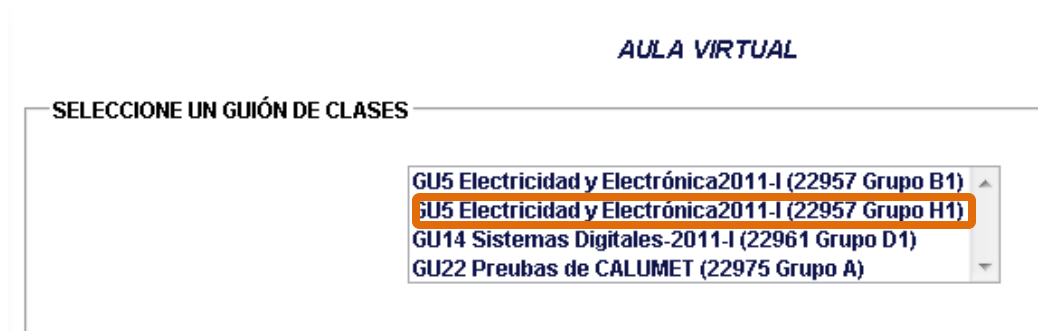 AULA VIRTUAL
SELECCIONE UN GUIÓN DE CLASES
GU5 Electricidad y Electrónica2011-I (22957 Grupo B1)
GU5 Electricidad y Electrónica2011-I (22957 Grupo H1)
GU14 Sistemas Digitales-2011-I (22961 Grupo D1)
GU22 Preubas de CALUMET (22975 Grupo A)